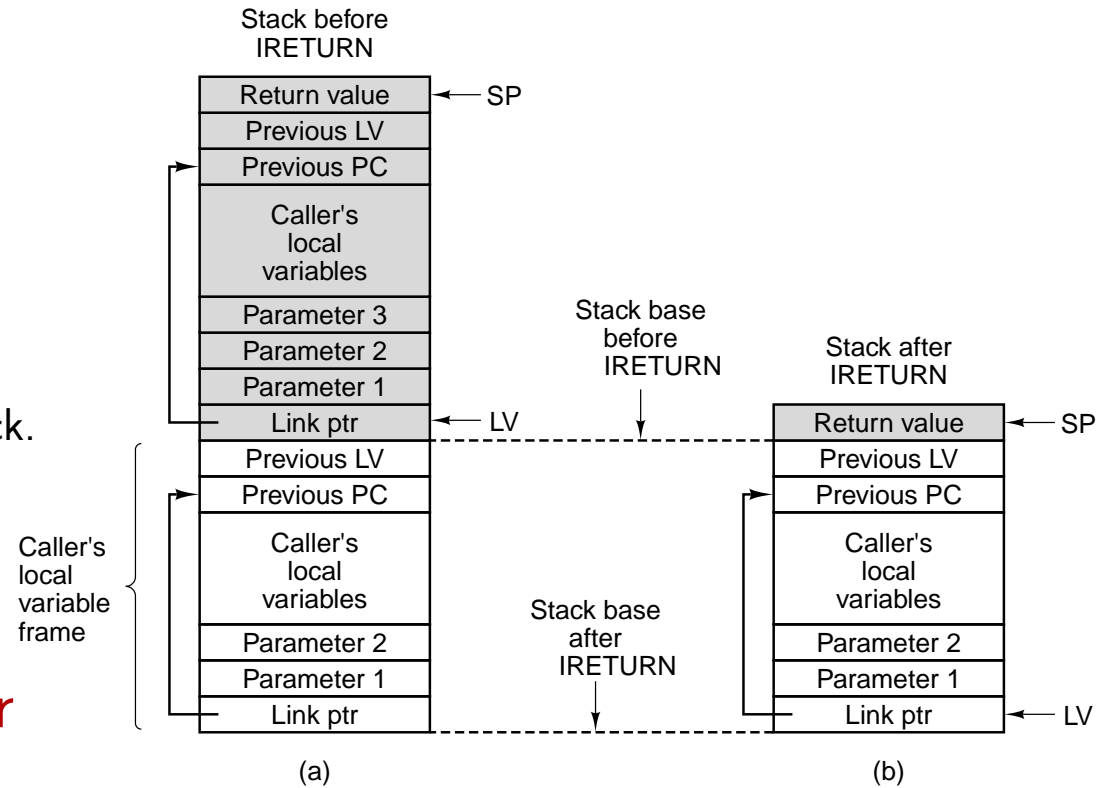 Stack before
IRETURN
Return value
SP
Previous LV
Previous PC
Caller's
local
variables
Parameter 3
Parameter 2
Parameter 1
Link ptr
LV
Previous LV
Previous PC
Caller's
local
variables
Parameter 2
Parameter 1
Link ptr
Caller's
local
variable
frame
(a)
Stack base
before
IRETURN
Stack base
after
IRETURN
Stack after
IRETURN
Return value
SP
Previous LV
Previous PC
Caller's
local
variables
Parameter 2
Parameter 1
Link ptr
LV
(b)